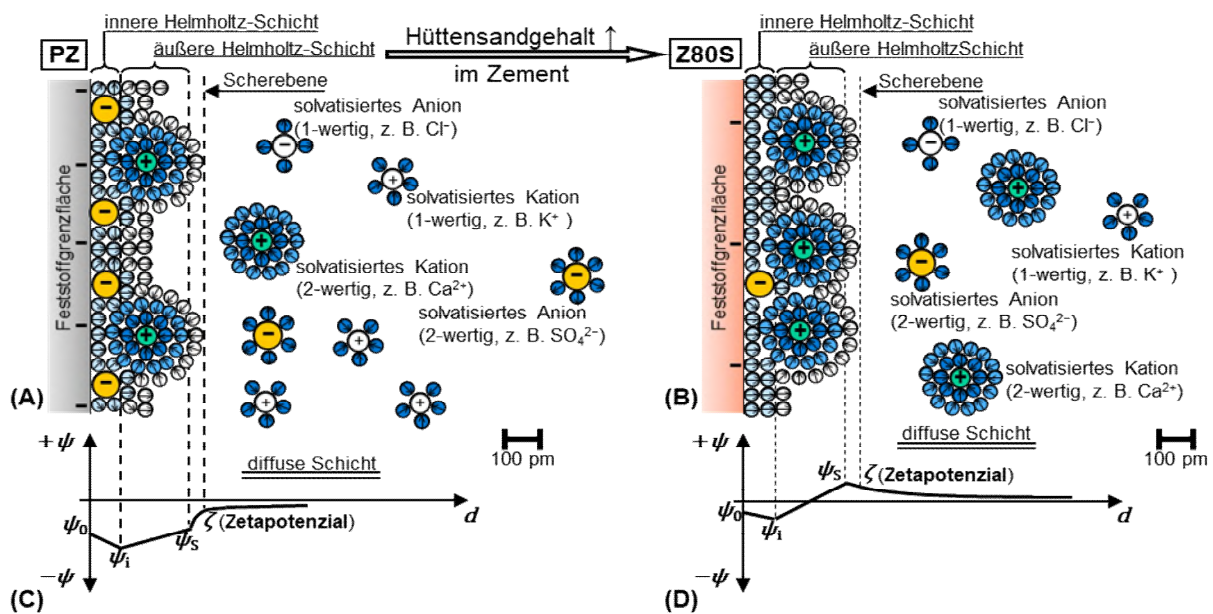 innere Helmholtz-Schicht
PZ
äußere Helmholtz-Schicht
Hüttensandgehalt ↑
im Zement
Scherebene
solvatisiertes Anion
(1-wertig, z. B. Cl⁻)
solvatisiertes Kation
(1-wertig, z. B. K⁺ )
solvatisiertes Kation
(2-wertig, z. B. Ca²⁺)
solvatisiertes Anion
(2-wertig, z. B. SO₄²⁻)
Feststoffgrenzfläche
(A)
100 pm
diffuse Schicht
innere Helmholtz-Schicht
Z80S
äußere HelmholtzSchicht
Scherebene
solvatisiertes Anion
(1-wertig, z. B. Cl⁻)
solvatisiertes Kation
(1-wertig, z. B. K⁺)
solvatisiertes Anion
(2-wertig, z. B. SO₄²⁻)
solvatisiertes Kation
(2-wertig, z. B. Ca²⁺)
Feststoffgrenzfläche
(B)
100 pm
diffuse Schicht
+ψ
ψ₀
ψᵢ
ψS
ζ (Zetapotenzial)
d
−ψ
(C)
+ψ
ψ₀
ψᵢ
ψS
ζ (Zetapotenzial)
d
−ψ
(D)